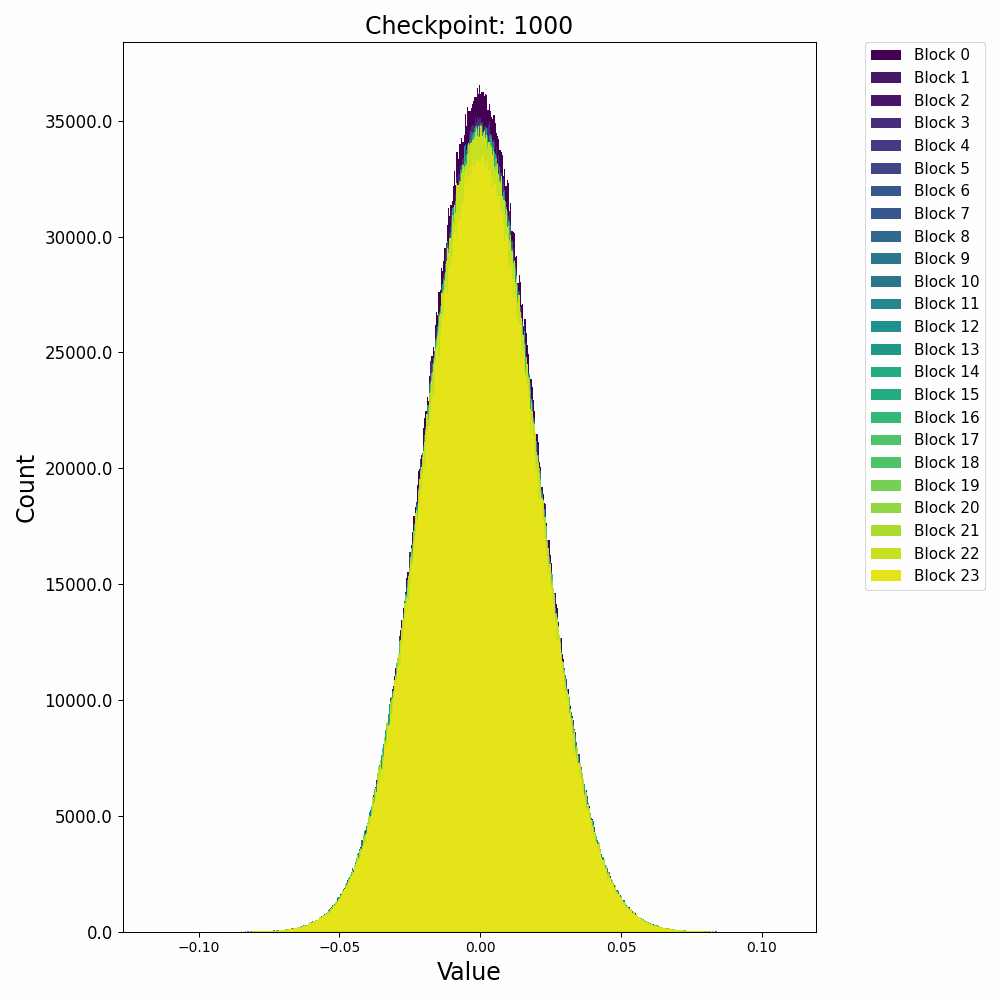 Checkpoint: 1000
Count
35000.0
30000.0
25000.0
20000.0
15000.0
10000.0
5000.0
0.0
−0.10 −0.05 0.00 0.05 0.10
Value
Block 0
Block 1
Block 2
Block 3
Block 4
Block 5
Block 6
Block 7
Block 8
Block 9
Block 10
Block 11
Block 12
Block 13
Block 14
Block 15
Block 16
Block 17
Block 18
Block 19
Block 20
Block 21
Block 22
Block 23